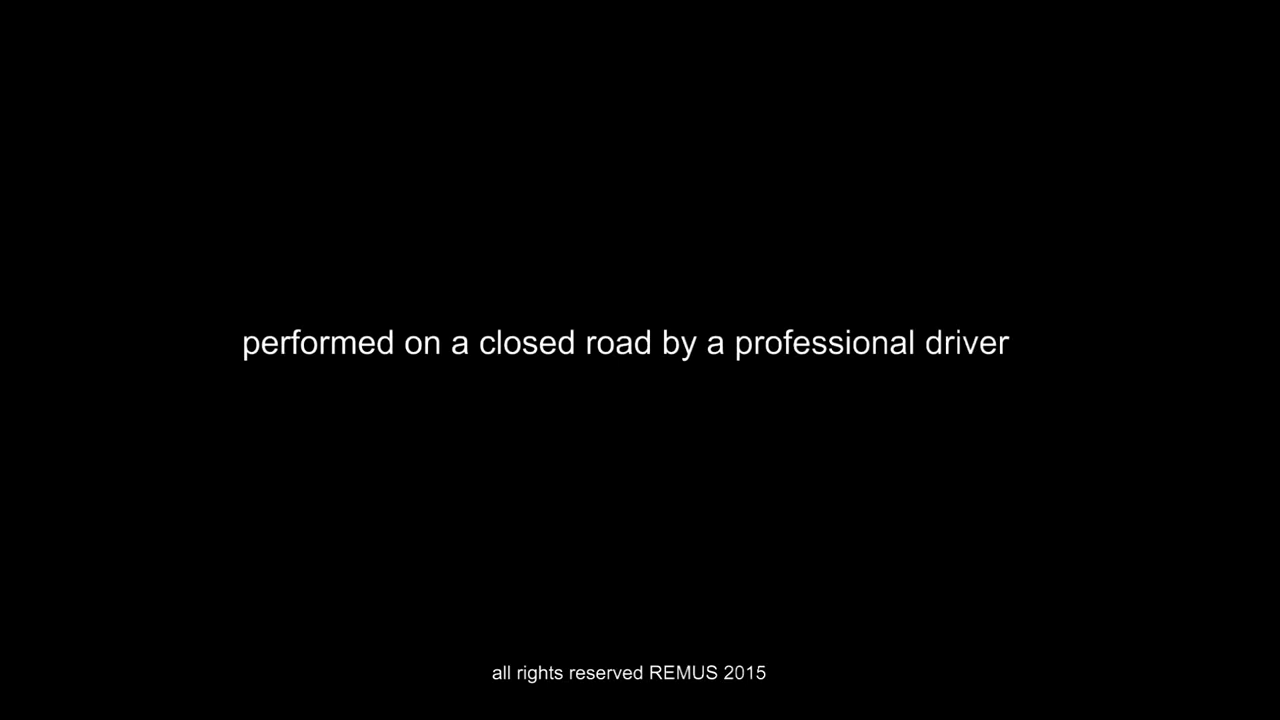 performed on a closed road by a professional driver
all rights reserved REMUS 2015